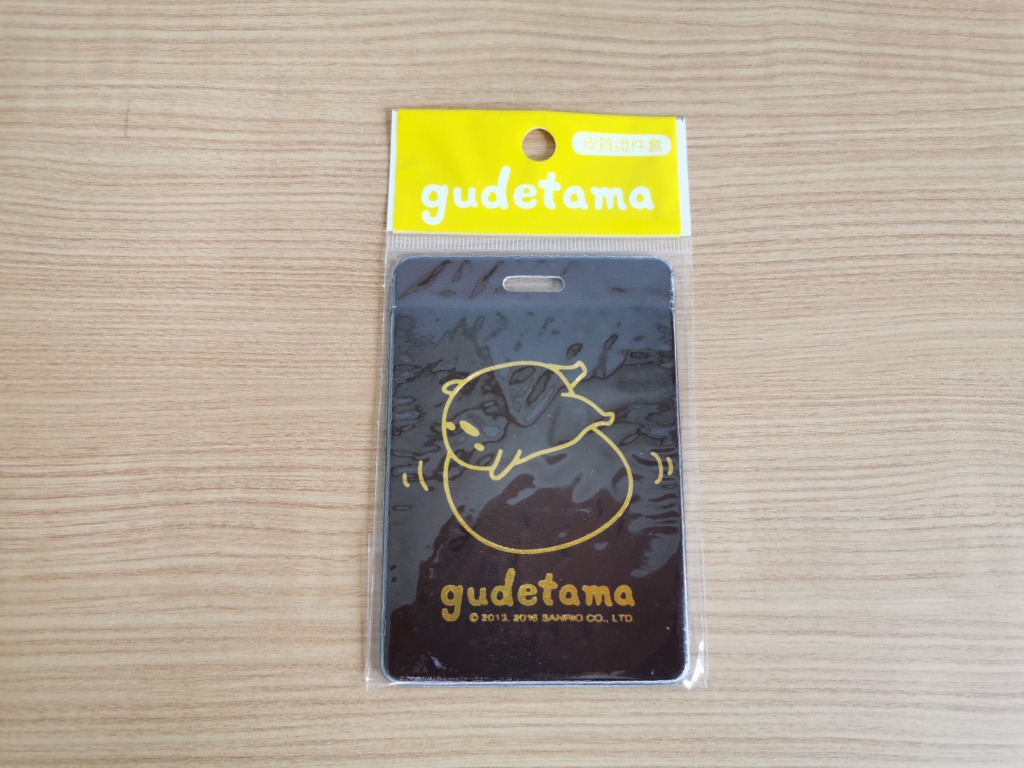 皮質證件套
gudetama
gudetama
© 2013, 2016 SANRIO CO., LTD.